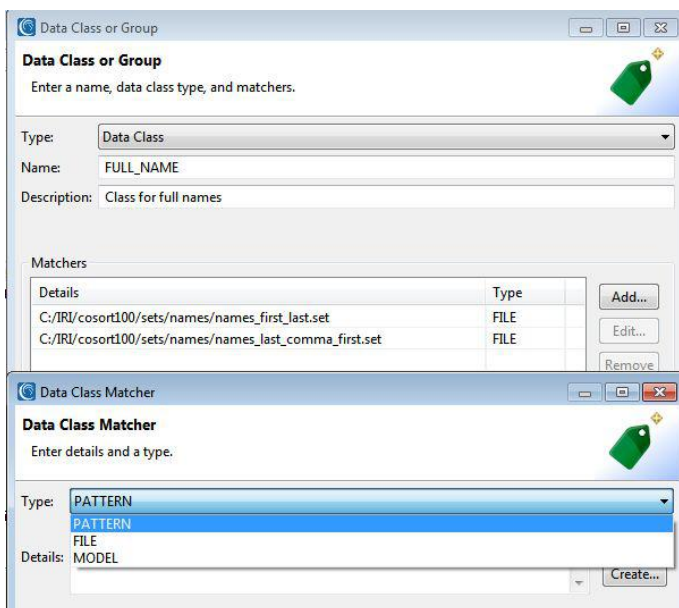 Data Class or Group
Data Class or Group
Enter a name, data class type, and matchers.
Type: Data Class
Name: FULL_NAME
Description: Class for full names
Matchers
Details Type
Add...
C:/IRI/cosort100/sets/names/names_first_last.set FILE
C:/IRI/cosort100/sets/names/names_last_comma_first.set FILE
Edit...
Remove
Data Class Matcher
Data Class Matcher
Enter details and a type.
Type: PATTERN
PATTERN
FILE
Details: MODEL
Create...